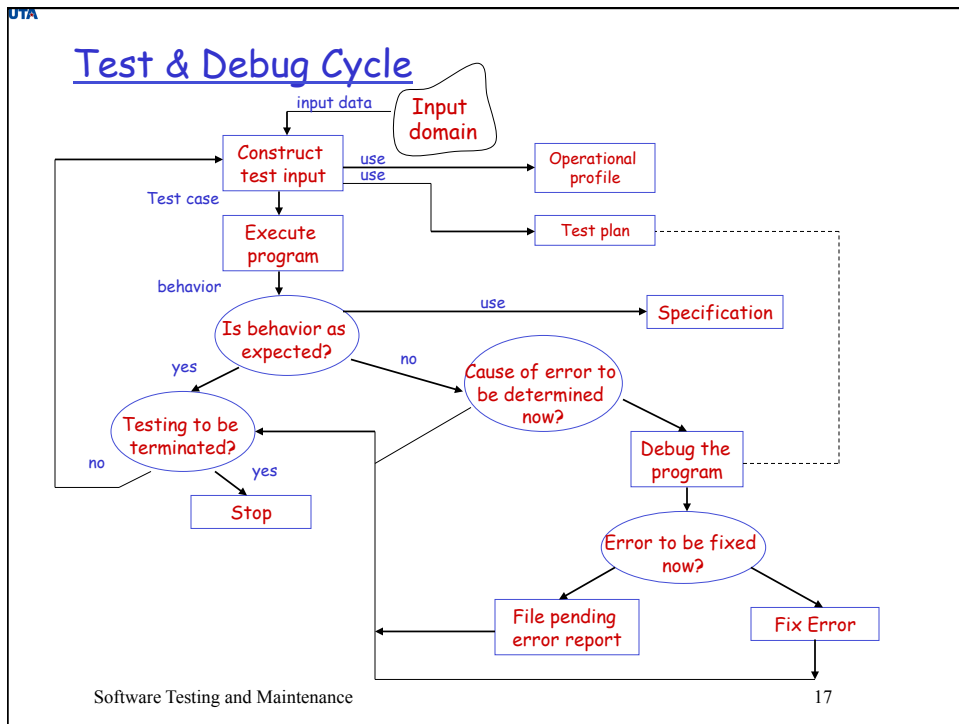 UTA
Test & Debug Cycle
input data
Input
domain
Construct
test input
use
use
Operational
profile
Test case
Execute
program
Test plan
behavior
use
Specification
Is behavior as
expected?
yes
no
Cause of error to
be determined
now?
Testing to be
terminated?
no
yes
Debug the
program
Stop
Error to be fixed
now?
File pending
error report
Fix Error
Software Testing and Maintenance
17